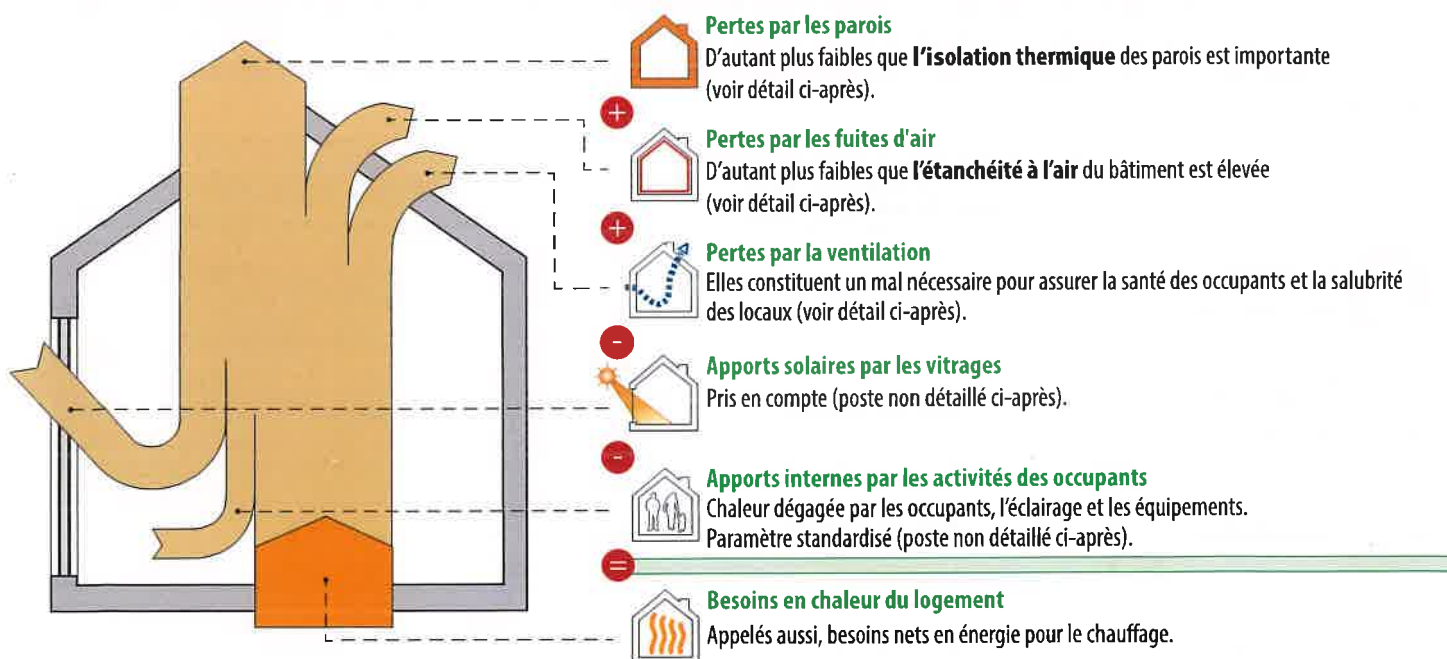 Pertes par les parois
D'autant plus faibles que l'isolation thermique des parois est importante
(voir détail ci-après).
+
Pertes par les fuites d'air
D'autant plus faibles que l'étanchéité à l'air du bâtiment est élevée
(voir détail ci-après).
+
Pertes par la ventilation
Elles constituent un mal nécessaire pour assurer la santé des occupants et la salubrité
des locaux (voir détail ci-après).
-
Apports solaires par les vitrages
Pris en compte (poste non détaillé ci-après).
-
Apports internes par les activités des occupants
Chaleur dégagée par les occupants, l'éclairage et les équipements.
Paramètre standardisé (poste non détaillé ci-après).
=
Besoins en chaleur du logement
Appelés aussi, besoins nets en énergie pour le chauffage.